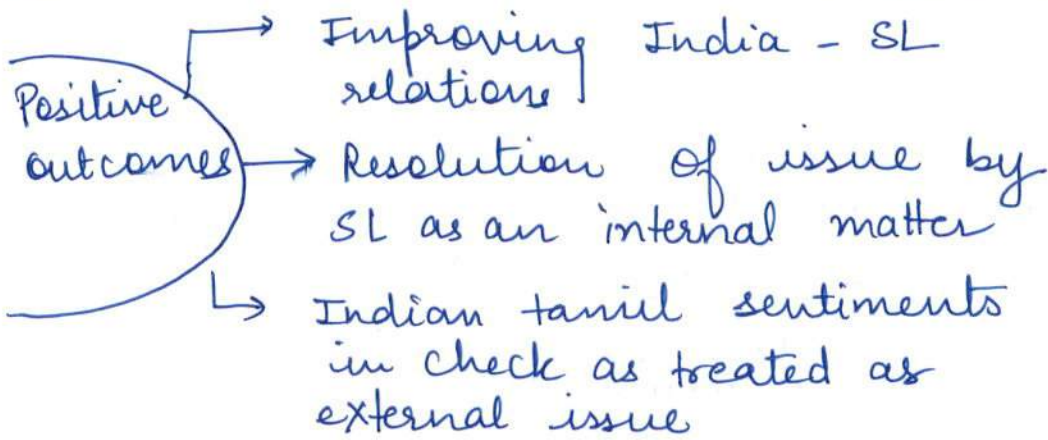 Positive
outcomes
Improving India - SL
relations
Resolution of issue by
SL as an internal matter
Indian tamil sentiments
in check as treated as
external issue